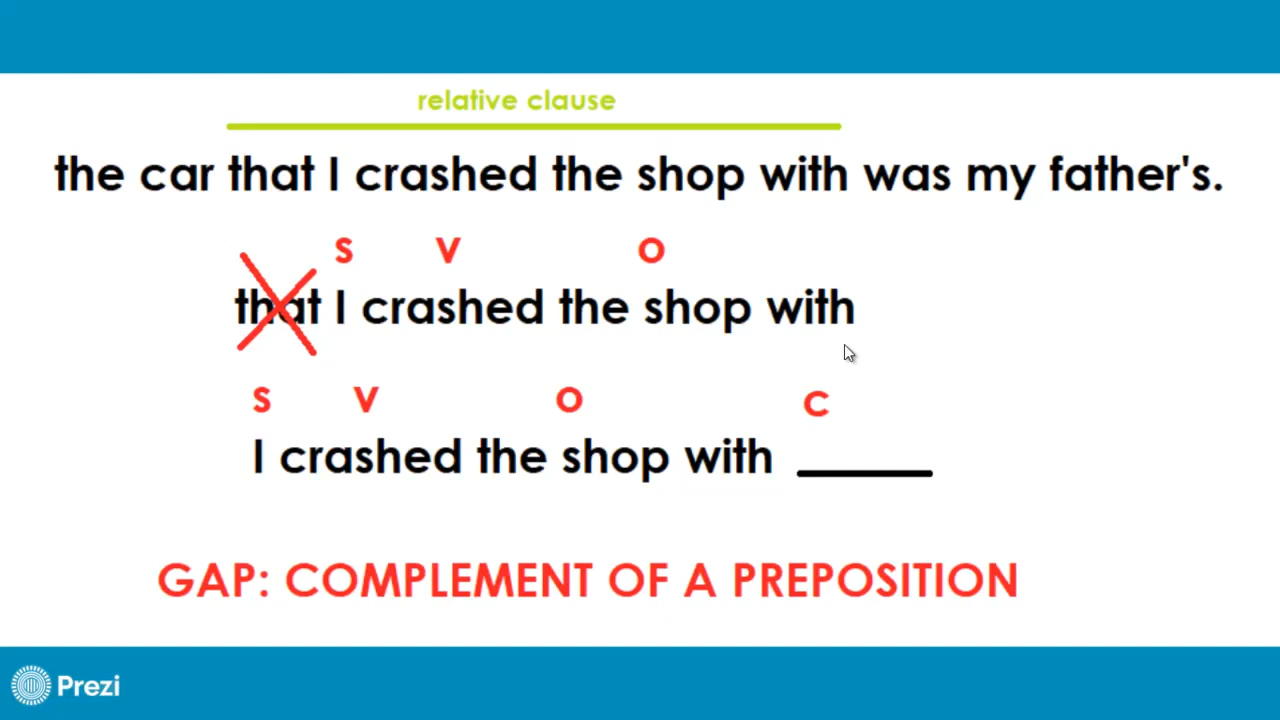 relative clause
the car that I crashed the shop with was my father's.
s v o
that I crashed the shop with
s v o c
I crashed the shop with
GAP: COMPLEMENT OF A PREPOSITION
Prezi